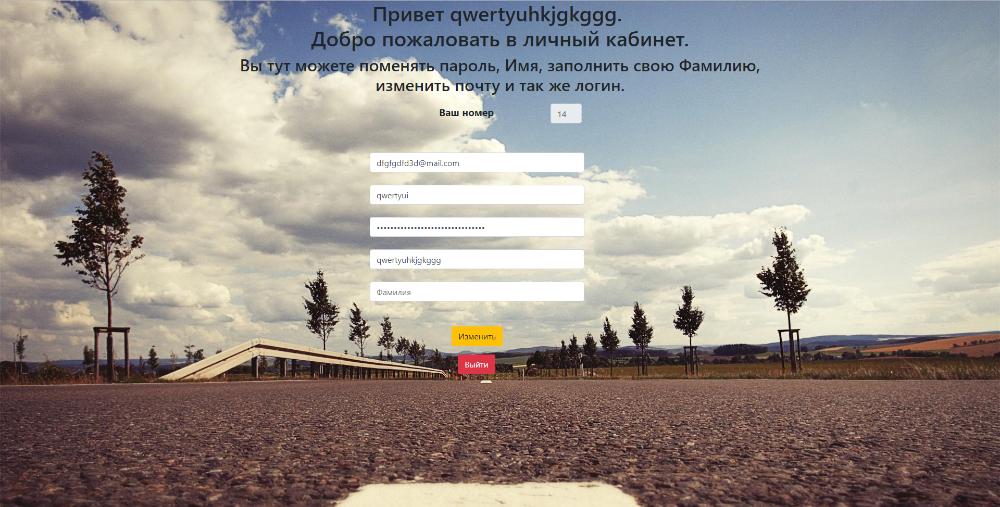 Привет qwertyuhkjgkggg.
Добро пожаловать в личный кабинет.
Вы тут можете поменять пароль, Имя, заполнить свою Фамилию,
изменить почту и так же логин.
Ваш номер 14
dfgfgdfd3d@mail.com
qwertyui
••••••••••••••••••••••••••••••••
qwertyuhkjgkggg
Фамилия
Изменить
Выйти